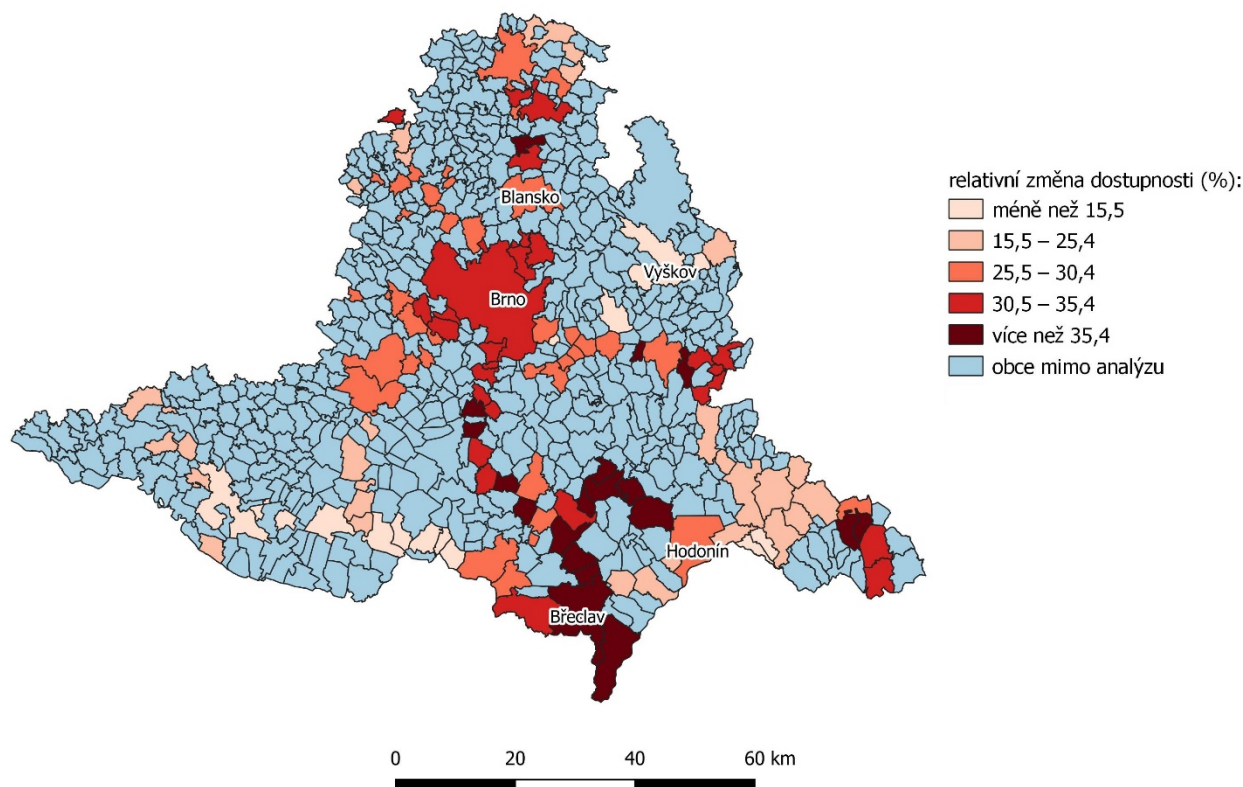 Blansko
Vyškov
Brno
Hodonín
Břeclav
relativní změna dostupnosti (%):
méně než 15,5
15,5 – 25,4
25,5 – 30,4
30,5 – 35,4
více než 35,4
obce mimo analýzu
0 20 40 60 km